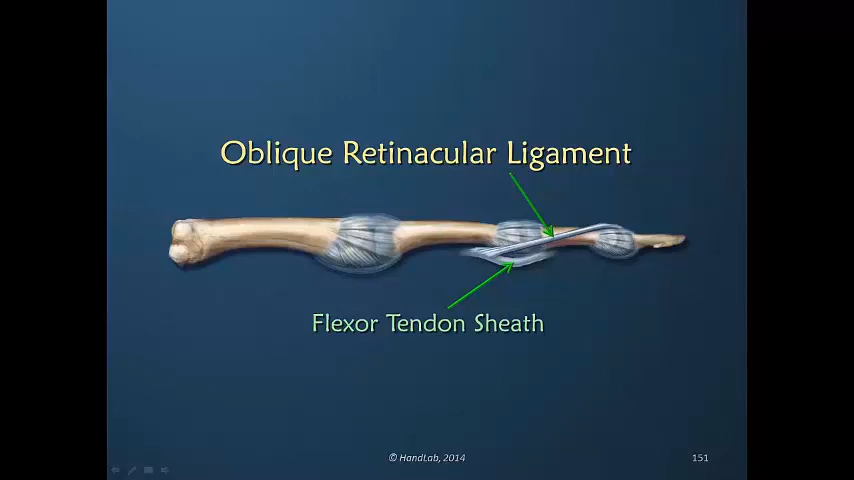 Oblique Retinacular Ligament
Flexor Tendon Sheath
© HandLab, 2014
151